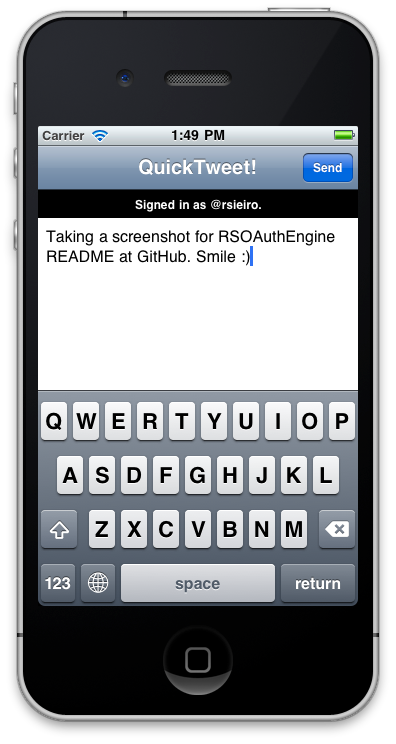 Carrier 1:49 PM
QuickTweet! Send
Signed in as @rsieiro.
Taking a screenshot for RSOAuthEngine
README at GitHub. Smile :)
Q W E R T Y U I O P
A S D F G H J K L
Z X C V B N M
123 space return